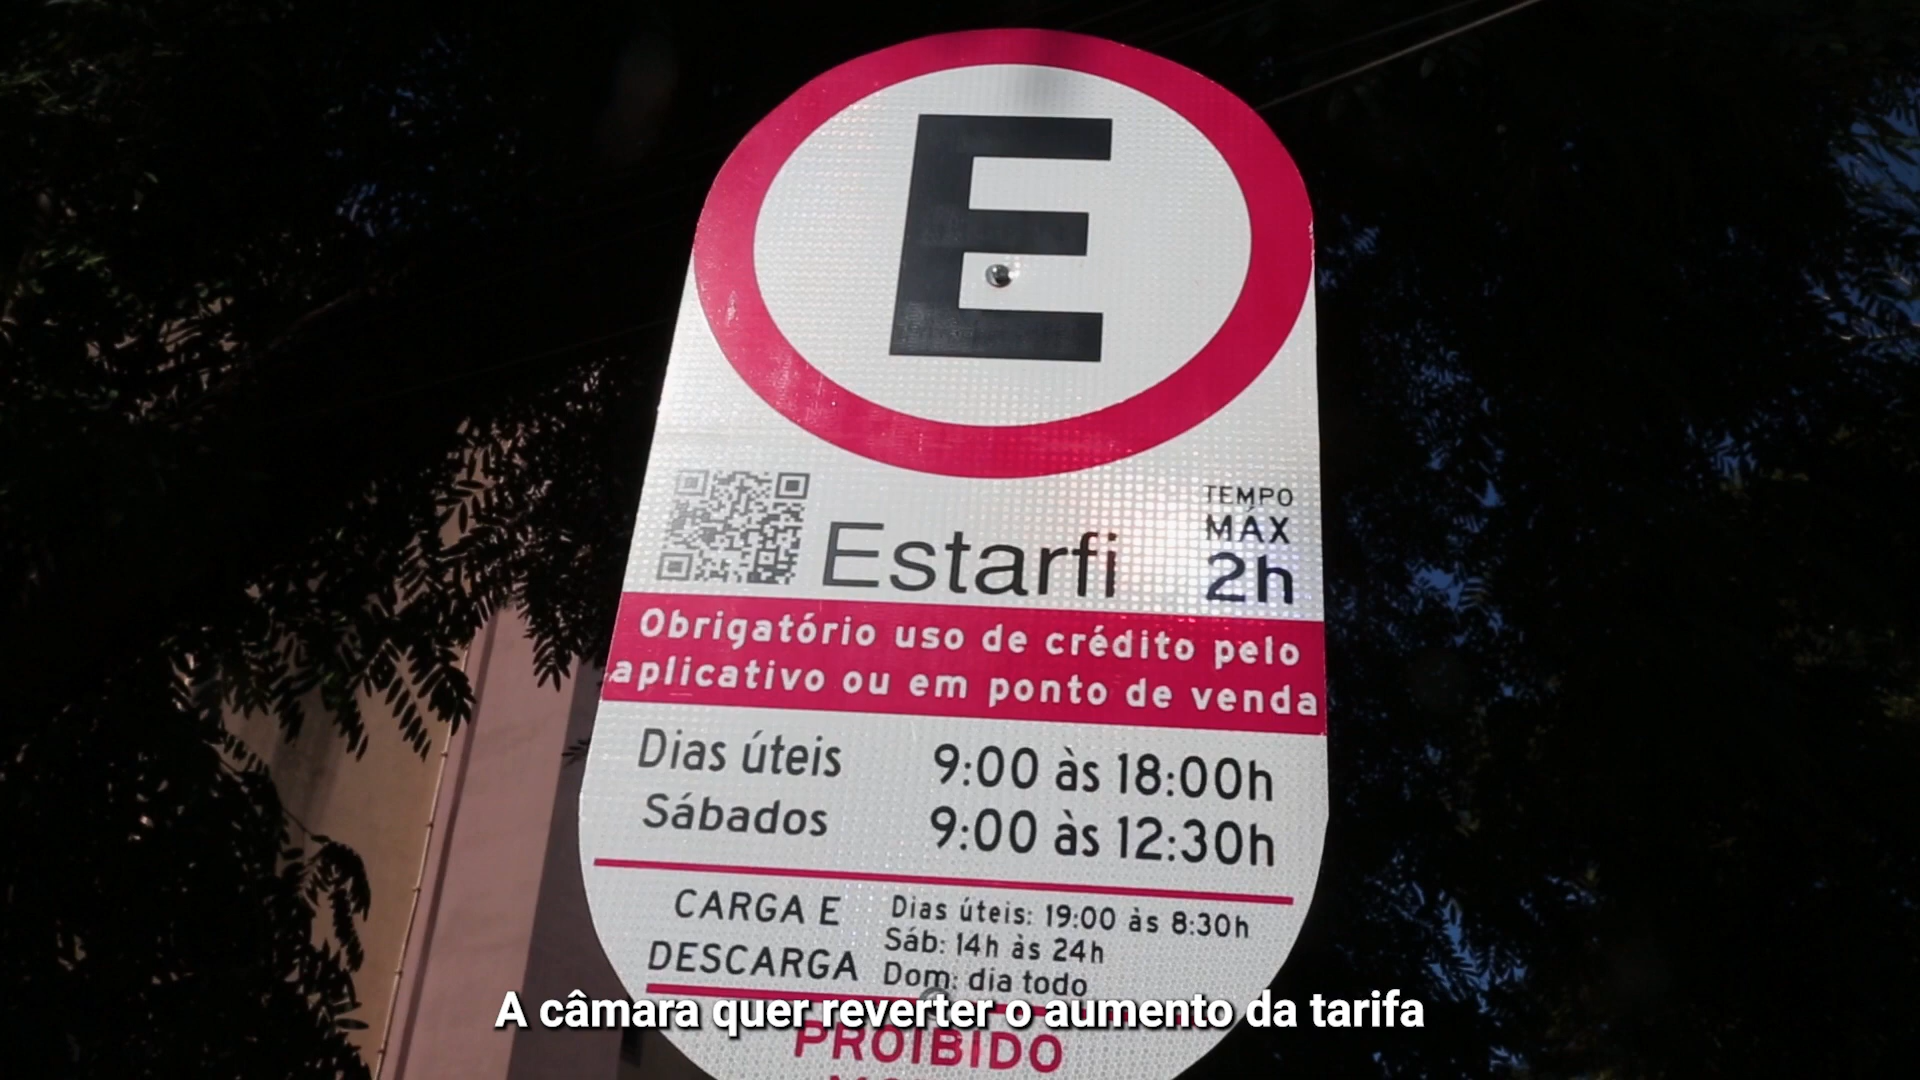 E
Estarfi
TEMPO
MÁX
2h
Obrigatório uso de crédito pelo
aplicativo ou em ponto de venda
Dias úteis 9:00 às 18:00h
Sábados 9:00 às 12:30h
CARGA E
DESCARGA
Dias úteis: 19:00 às 8:30h
Sáb: 14h às 24h
Dom: dia todo
A câmara quer reverter o aumento da tarifa
PROIBIDO